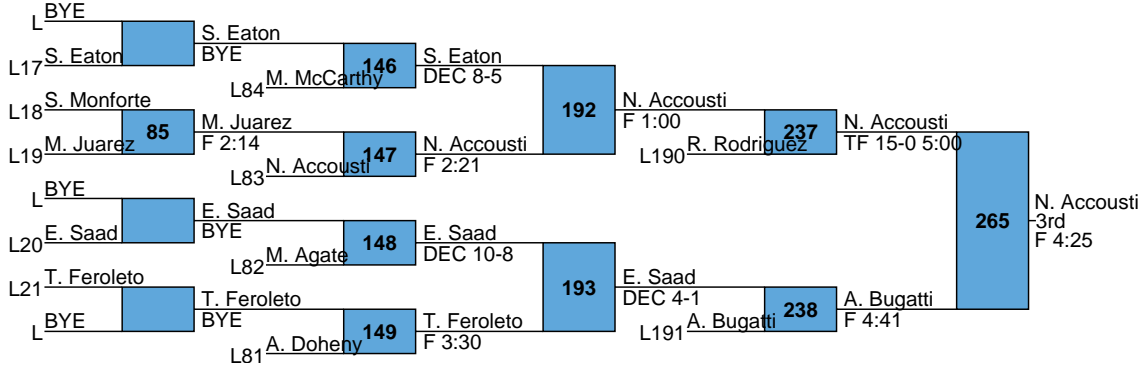 L BYE
L17 S. Eaton
S. Eaton
BYE
L84 M. McCarthy
146
S. Eaton
DEC 8-5
L18 S. Monforte
L19 M. Juarez
85
M. Juarez
F 2:14
L83 N. Accousti
147
N. Accousti
F 2:21
192
N. Accousti
F 1:00
L190 R. Rodriguez
237
N. Accousti
TF 15-0 5:00
L BYE
L20 E. Saad
E. Saad
BYE
L82 M. Agate
148
E. Saad
DEC 10-8
L21 T. Feroleto
L BYE
T. Feroleto
BYE
L81 A. Doheny
149
T. Feroleto
F 3:30
193
E. Saad
DEC 4-1
L191 A. Bugatti
238
A. Bugatti
F 4:41
265
N. Accousti
3rd
F 4:25